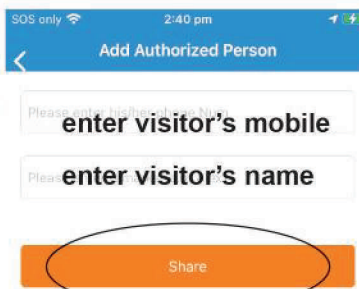 SOS only 2:40 pm
Add Authorized Person
Please enter his/her phone Num
enter visitor's mobile
Plea
enter visitor's name
Share